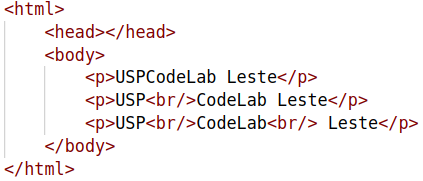 <html>
    <head></head>
    <body>
        <p>USPCodeLab Leste</p>
        <p>USP<br/>CodeLab Leste</p>
        <p>USP<br/>CodeLab<br/> Leste</p>
    </body>
</html>